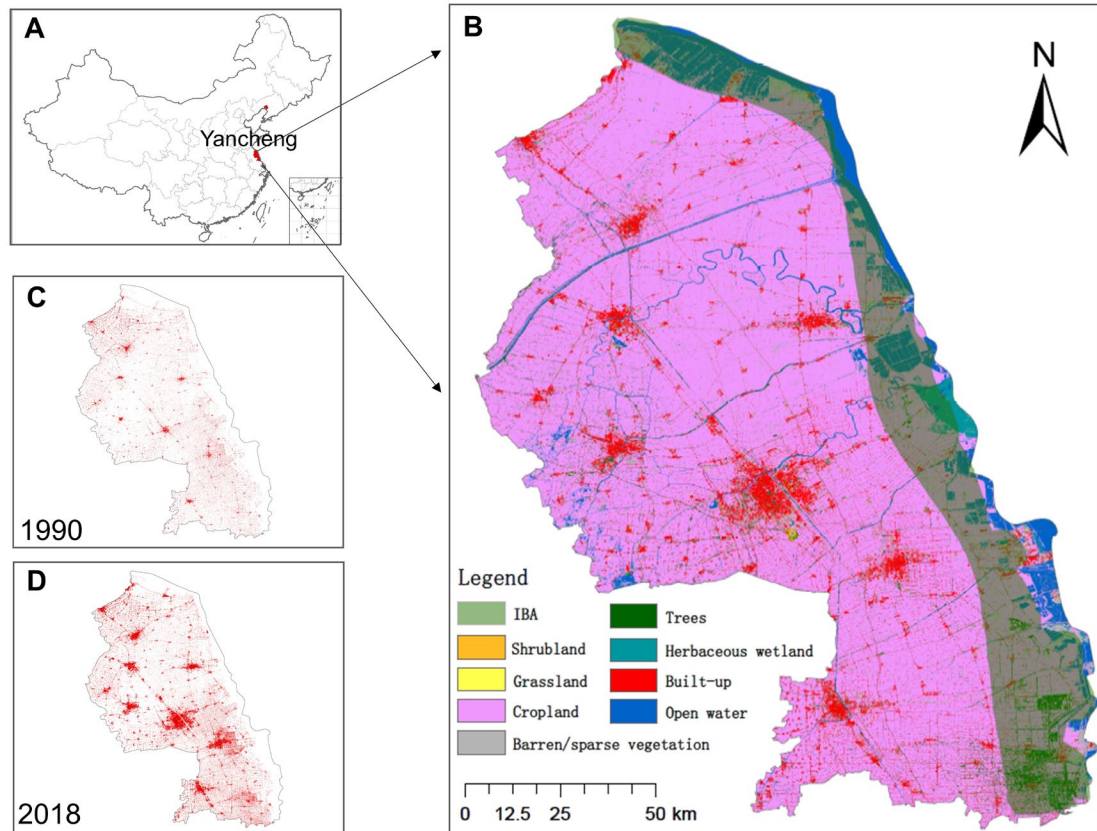 A
Yancheng
B
N
C
1990
D
2018
Legend
IBA
Trees
Shrubland
Herbaceous wetland
Grassland
Built-up
Cropland
Open water
Barren/sparse vegetation
0 12.5 25 50 km